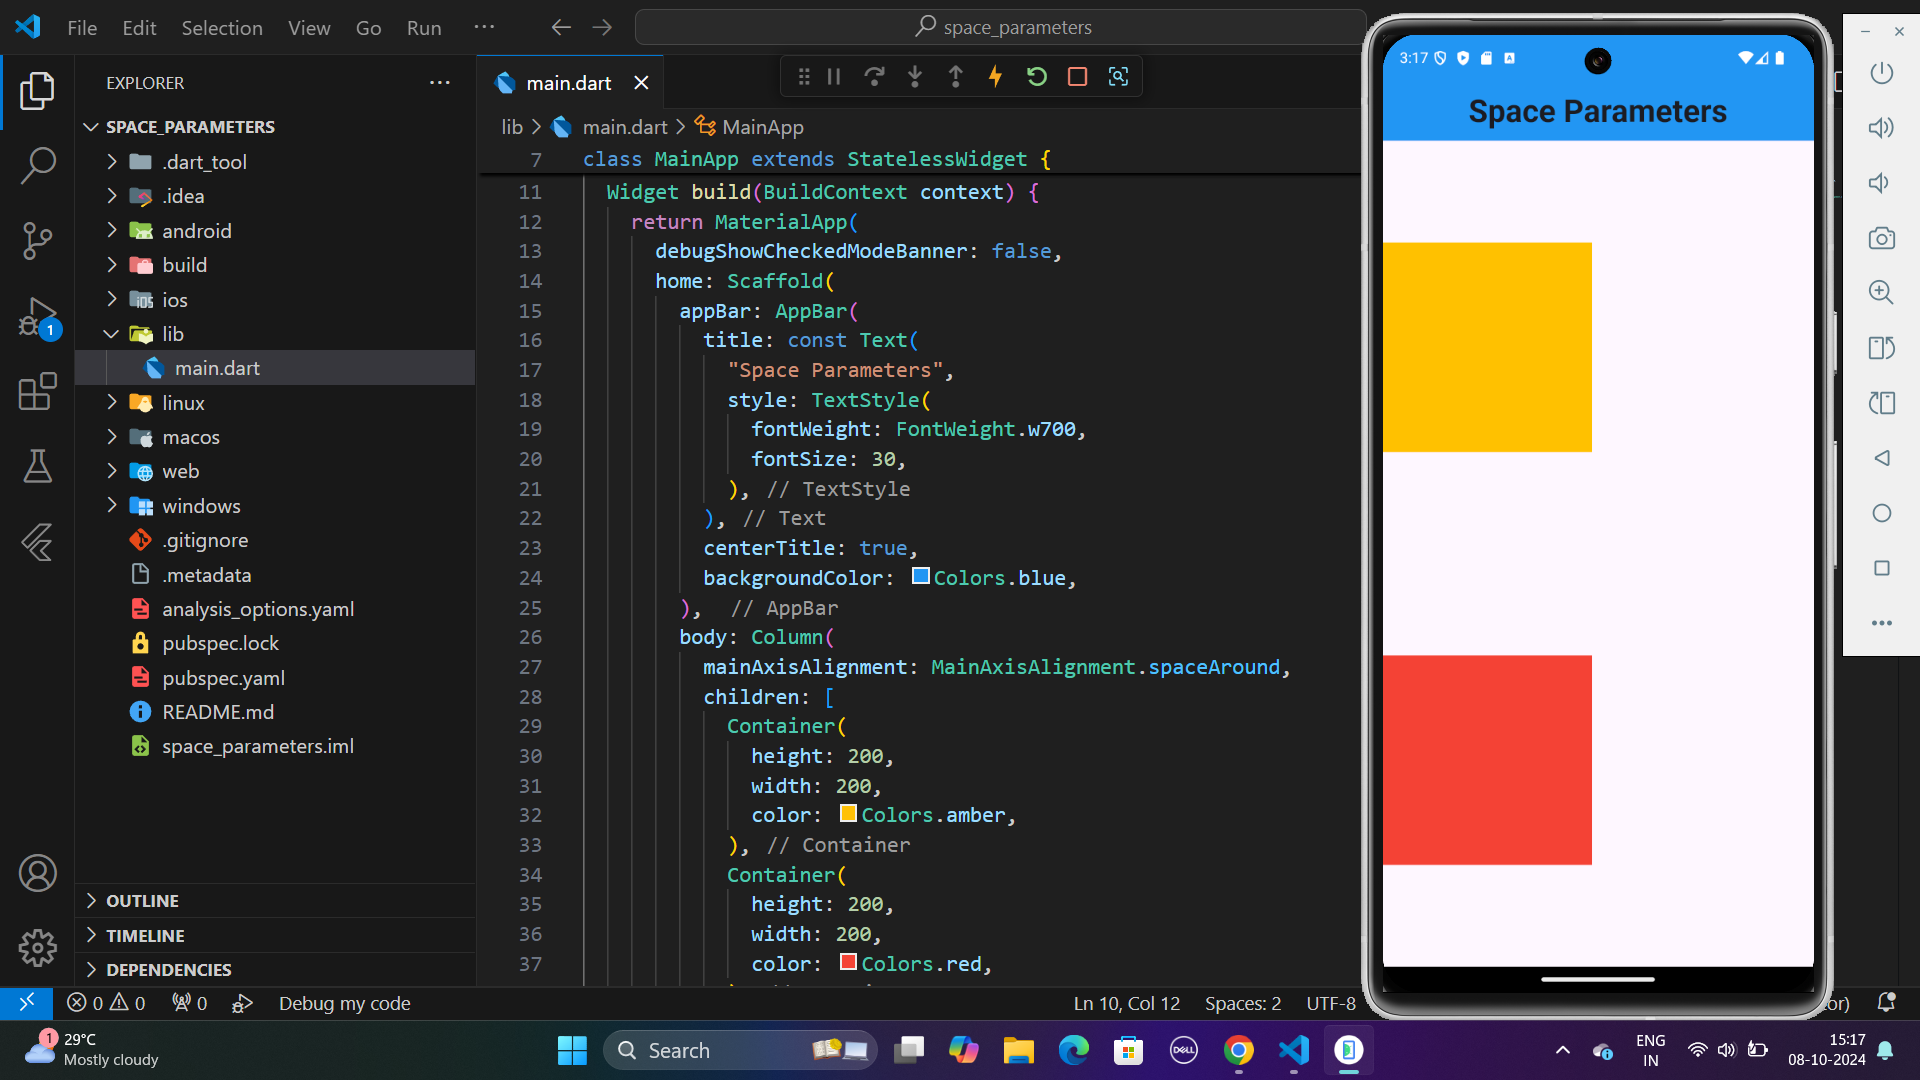 File Edit Selection View Go Run ···
space_parameters
EXPLORER
SPACE_PARAMETERS
.dart_tool
.idea
android
build
ios
lib
main.dart
linux
macos
web
windows
.gitignore
.metadata
analysis_options.yaml
pubspec.lock
pubspec.yaml
README.md
space_parameters.iml
OUTLINE
TIMELINE
DEPENDENCIES
1
main.dart
lib > main.dart > MainApp
7 class MainApp extends StatelessWidget {
11 Widget build(BuildContext context) {
12 return MaterialApp(
13 debugShowCheckedModeBanner: false,
14 home: Scaffold(
15 appBar: AppBar(
16 title: const Text(
17 "Space Parameters",
18 style: TextStyle(
19 fontWeight: FontWeight.w700,
20 fontSize: 30,
21 ), // TextStyle
22 ), // Text
23 centerTitle: true,
24 backgroundColor: Colors.blue,
25 ), // AppBar
26 body: Column(
27 mainAxisAlignment: MainAxisAlignment.spaceAround,
28 children: [
29 Container(
30 height: 200,
31 width: 200,
32 color: Colors.amber,
33 ), // Container
34 Container(
35 height: 200,
36 width: 200,
37 color: Colors.red,
3:17
Space Parameters
0 0 0 Debug my code
Ln 10, Col 12 Spaces: 2 UTF-8
or)
1
29°C
Mostly cloudy
Search
DELL
ENG
IN
15:17
08-10-2024